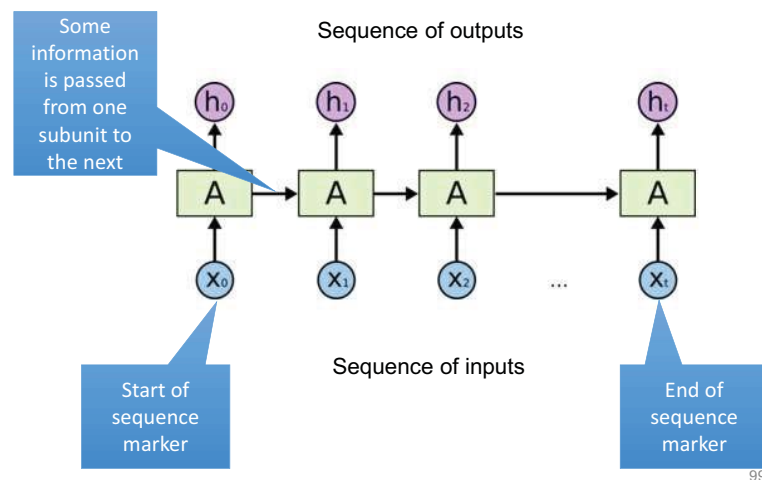 Some
information
is passed
from one
subunit to
the next
Sequence of outputs
h₀ h₁ h₂ hₜ
A A A A
x₀ x₁ x₂ ... xₜ
Sequence of inputs
Start of
sequence
marker
End of
sequence
marker
99